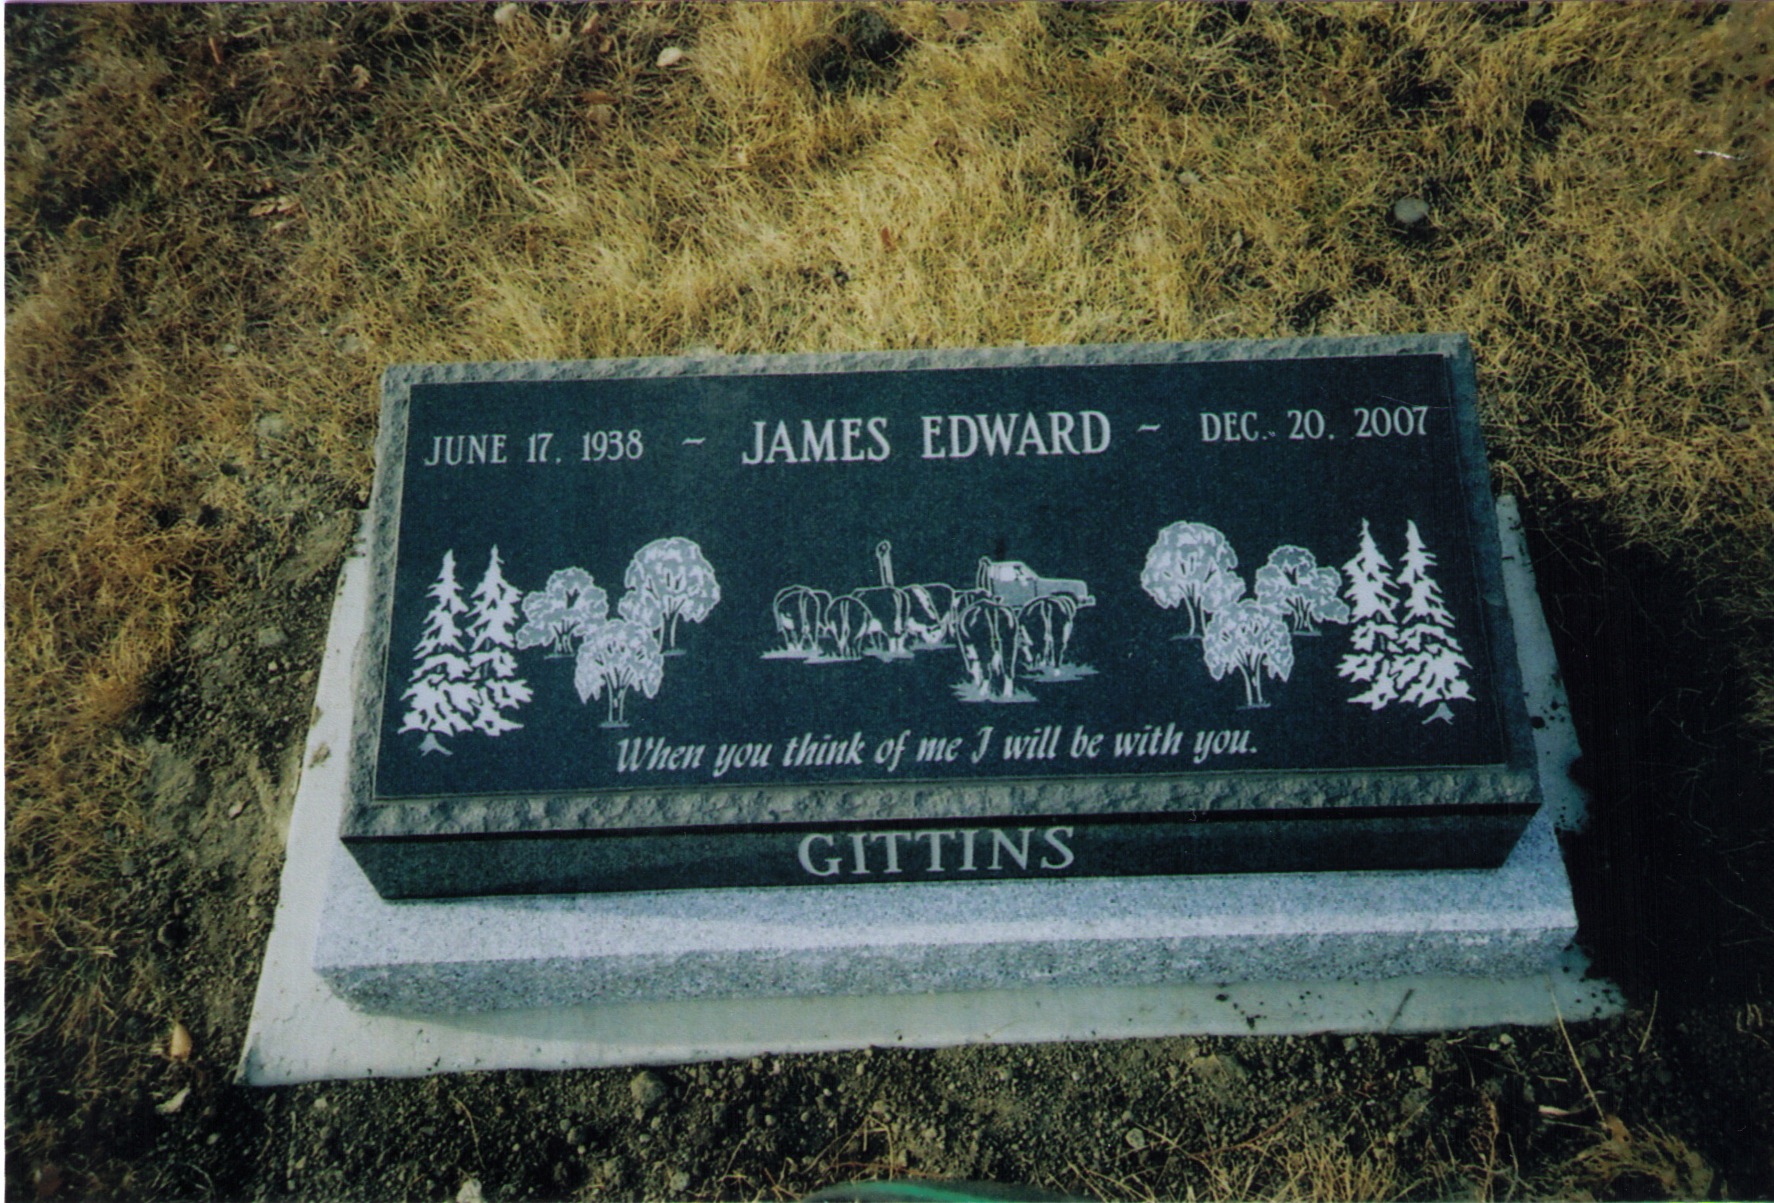 JUNE 17, 1938 ~ JAMES EDWARD ~ DEC. 20, 2007
When you think of me I will be with you.
GITTINS